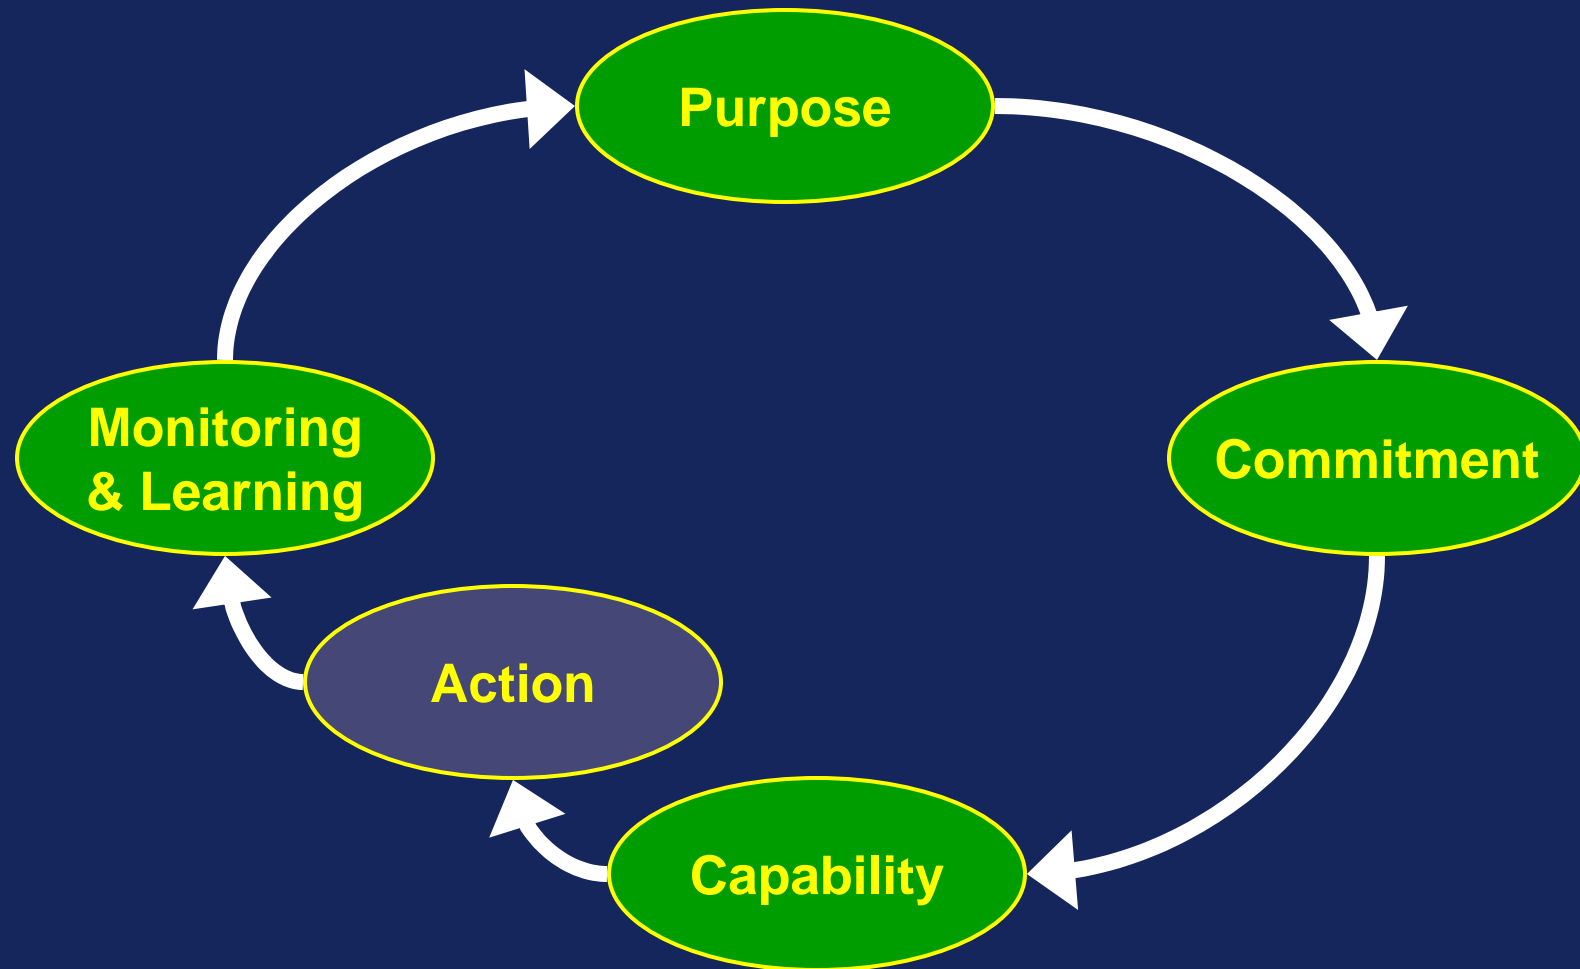 Purpose
Commitment
Capability
Action
Monitoring
& Learning